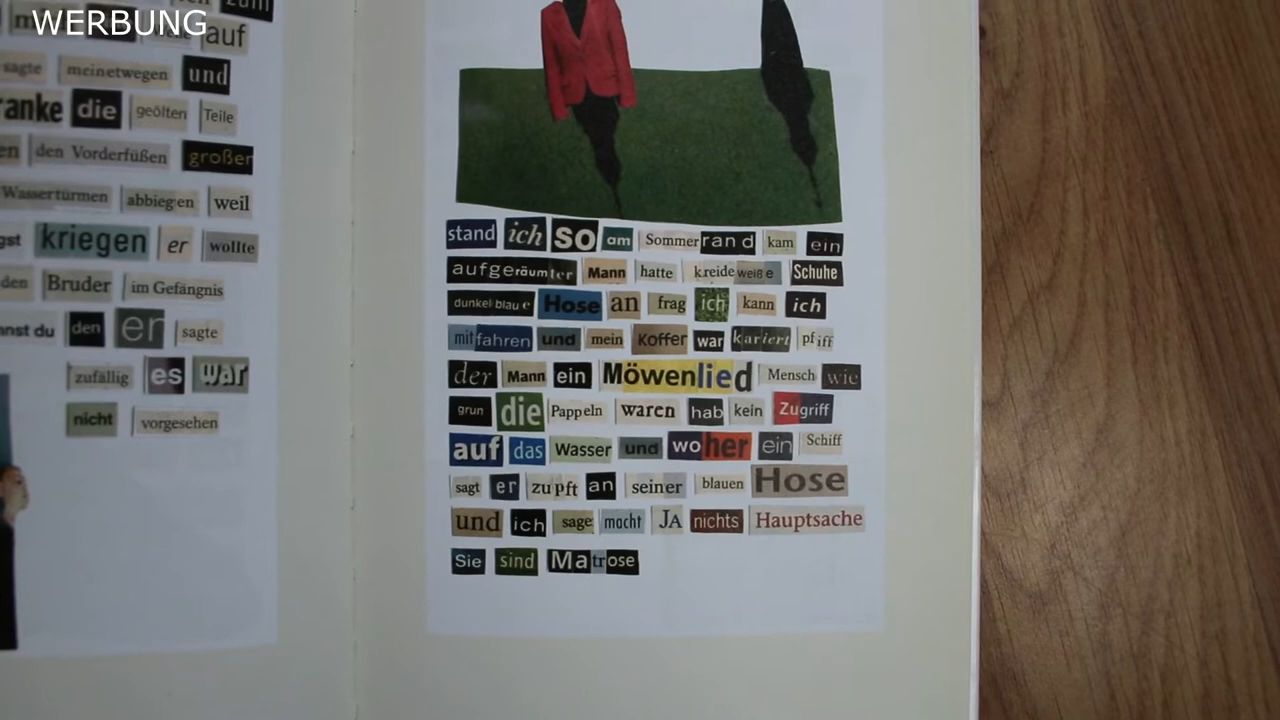 WERBUNG
zum
auf
sagte meinetwegen und
die geölten Teile
den Vorderfüßen großer
Wassertürmen abbiegen weil
kriegen er wollte
den Bruder im Gefängnis
den er sagte
zufällig es war
nicht vorgesehen
stand ich so am Sommerrand kam ein
aufgeräumter Mann hatte kreideweiße Schuhe
dunkelblaue Hose an frag ich kann ich
mitfahren und mein Koffer war kariert pfiff
der Mann ein Möwenlied Mensch wie
grün die Pappeln waren hab kein Zugriff
auf das Wasser und woher ein Schiff
sagt er zupft an seiner blauen Hose
und ich sage macht JA nichts Hauptsache
Sie sind Matrose